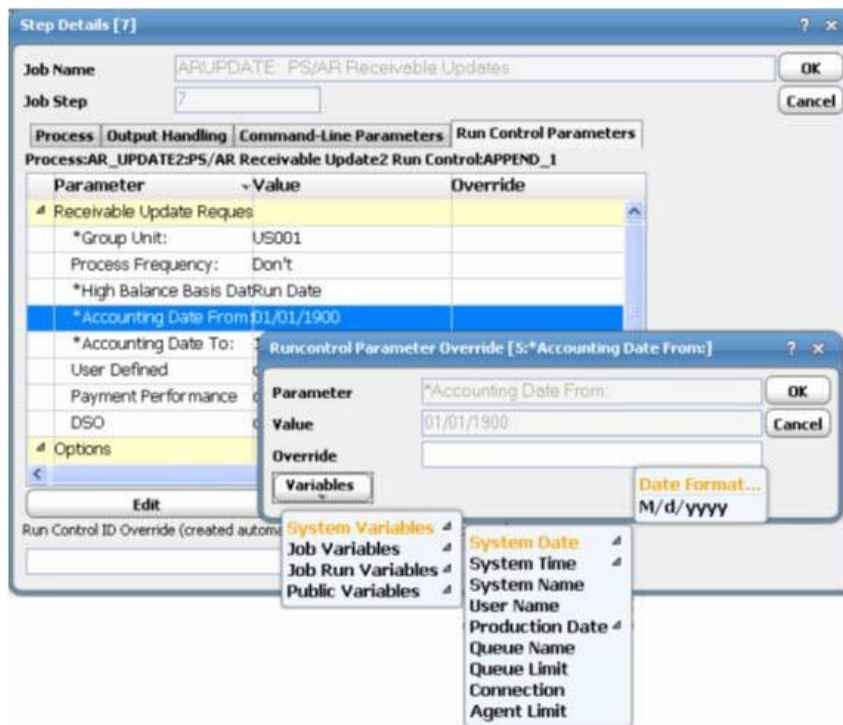 Step Details [7]
Job Name ARUPDATE: PS/AR Receivable Updates OK
Job Step 7 Cancel
Process Output Handling Command-Line Parameters Run Control Parameters
Process:AR_UPDATE2:PS/AR Receivable Update2 Run Control:APPEND_1
Parameter Value Override
Receivable Update Reques
*Group Unit: US001
Process Frequency: Don't
*High Balance Basis Dat Run Date
*Accounting Date From: 01/01/1900
*Accounting Date To: 1
User Defined
Payment Performance
DSO
Options
Edit
Run Control ID Override (created automa
Runcontrol Parameter Override [5:*Accounting Date From:]
Parameter *Accounting Date From: OK
Value 01/01/1900 Cancel
Override
Variables
System Variables
Job Variables
Job Run Variables
Public Variables
System Date
System Time
System Name
User Name
Production Date
Queue Name
Queue Limit
Connection
Agent Limit
Date Format...
M/d/yyyy